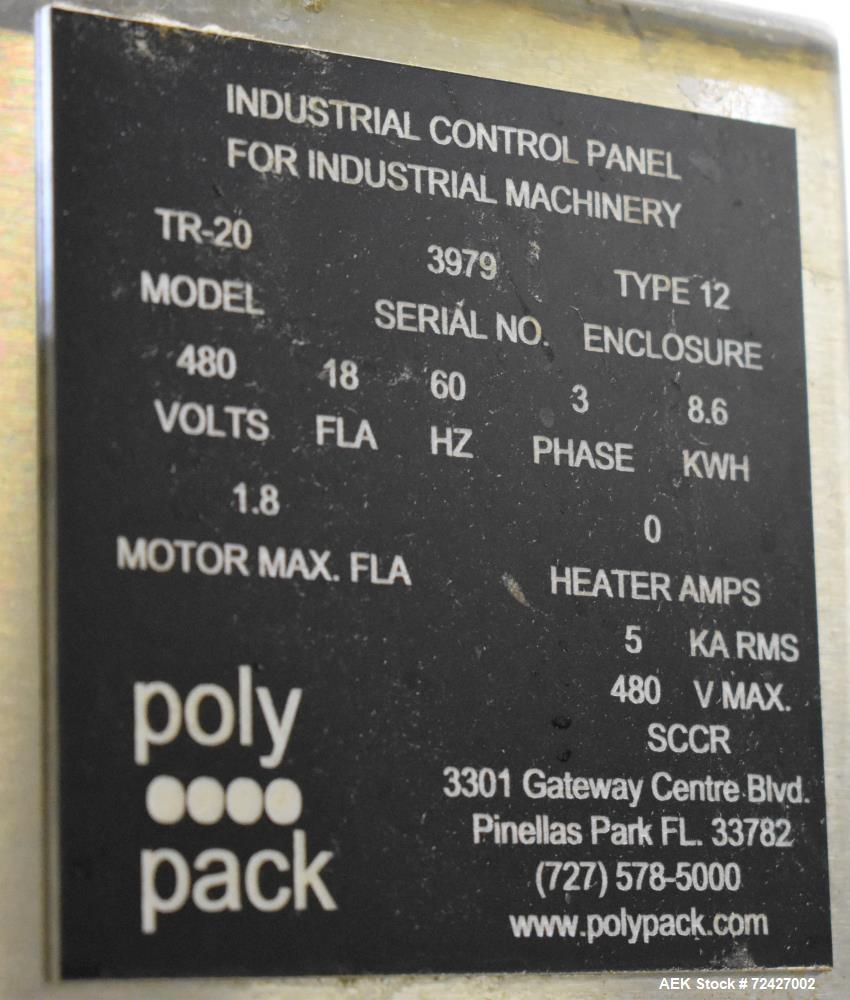 INDUSTRIAL CONTROL PANEL
FOR INDUSTRIAL MACHINERY
TR-20 3979 TYPE 12
MODEL SERIAL NO. ENCLOSURE
480 18 60 3 8.6
VOLTS FLA HZ PHASE KWH
1.8 0
MOTOR MAX. FLA HEATER AMPS
5 KA RMS
480 V MAX.
SCCR
poly
pack
3301 Gateway Centre Blvd.
Pinellas Park FL. 33782
(727) 578-5000
www.polypack.com
AEK Stock # 72427002